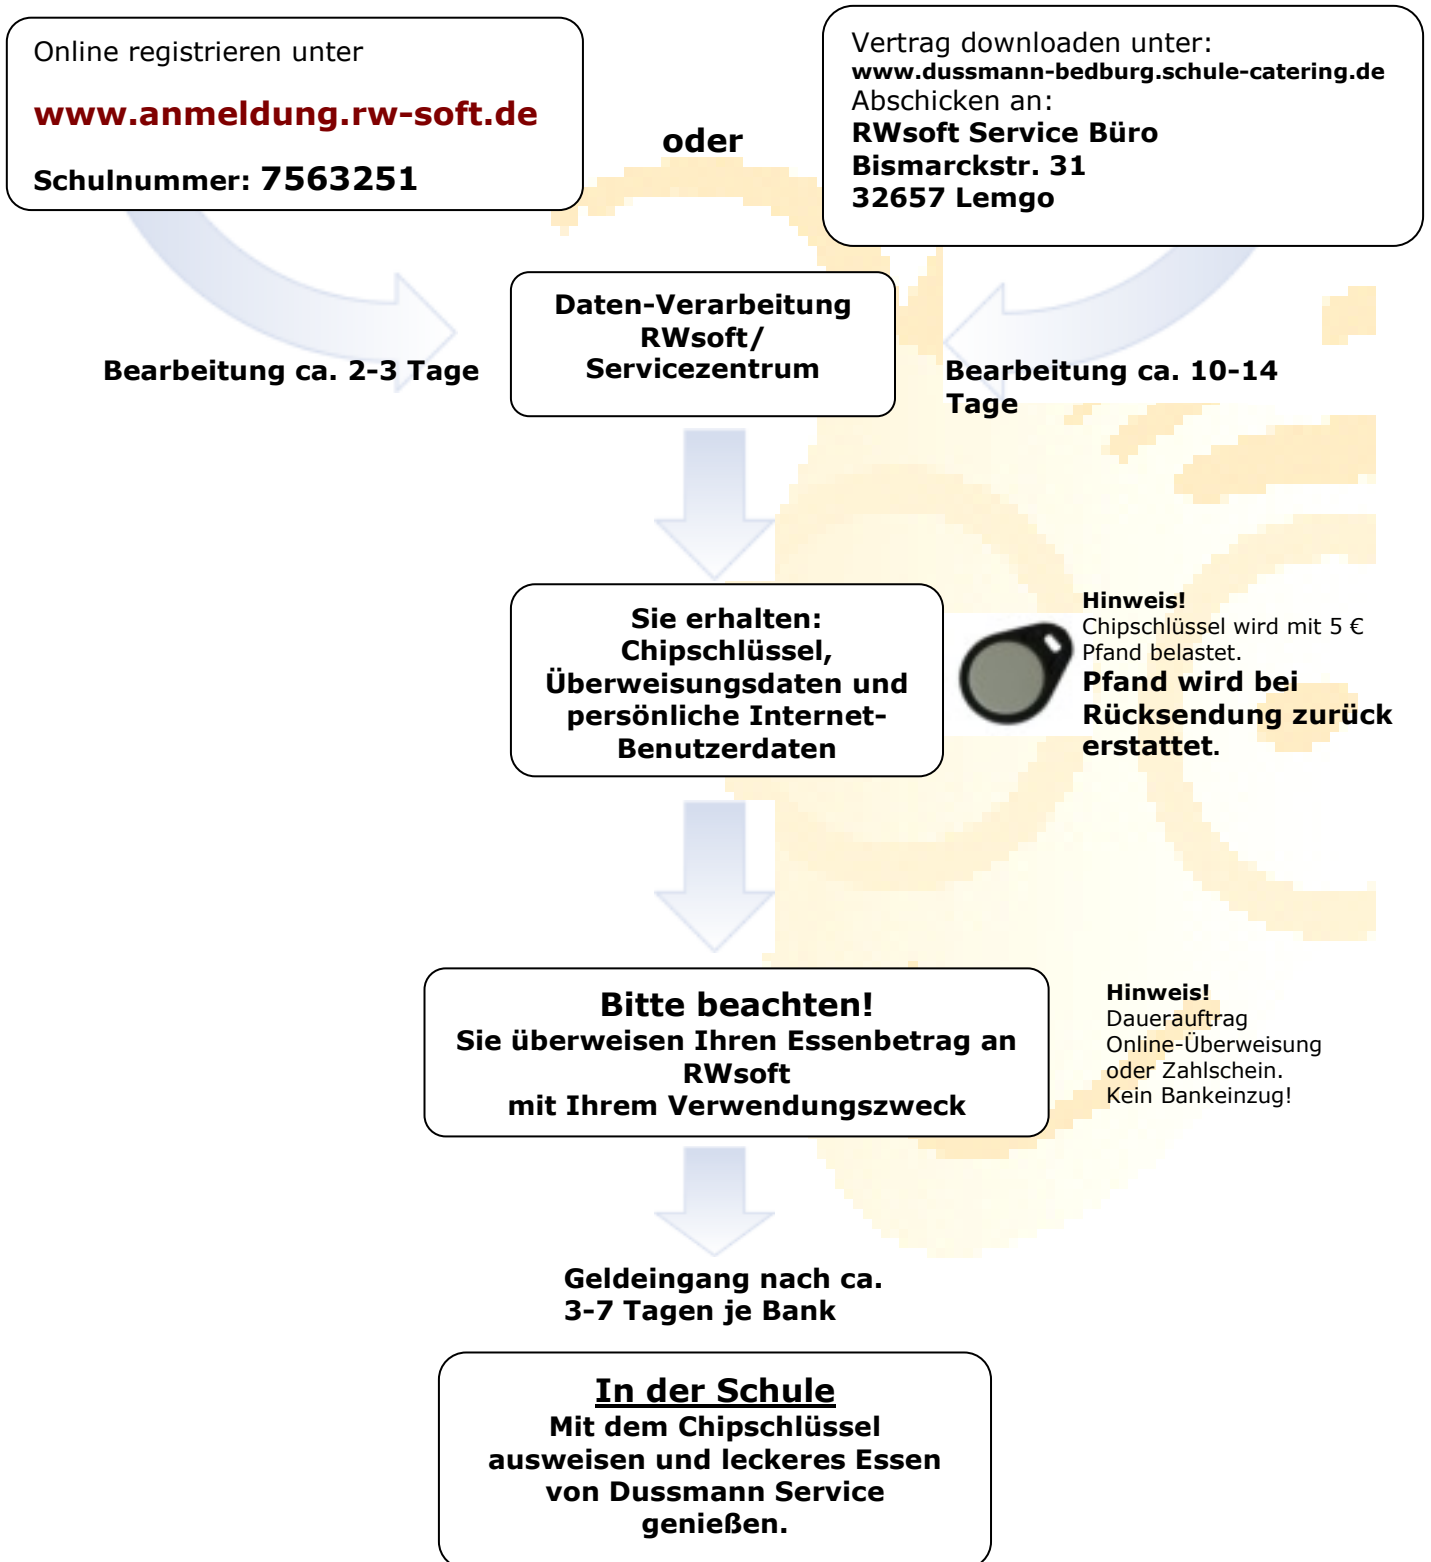 Online registrieren unter
www.anmeldung.rw-soft.de
Schulnummer: 7563251
oder
Vertrag downloaden unter:
www.dussmann-bedburg.schule-catering.de
Abschicken an:
RWsoft Service Büro
Bismarckstr. 31
32657 Lemgo
Daten-Verarbeitung
RWsoft/
Servicezentrum
Bearbeitung ca. 2-3 Tage
Bearbeitung ca. 10-14
Tage
Sie erhalten:
Chipschlüssel,
Überweisungsdaten und
persönliche Internet-
Benutzerdaten
Hinweis!
Chipschlüssel wird mit 5 €
Pfand belastet.
Pfand wird bei
Rücksendung zurück
erstattet.
Bitte beachten!
Sie überweisen Ihren Essenbetrag an
RWsoft
mit Ihrem Verwendungszweck
Hinweis!
Dauerauftrag
Online-Überweisung
oder Zahlschein.
Kein Bankeinzug!
Geldeingang nach ca.
3-7 Tagen je Bank
In der Schule
Mit dem Chipschlüssel
ausweisen und leckeres Essen
von Dussmann Service
genießen.